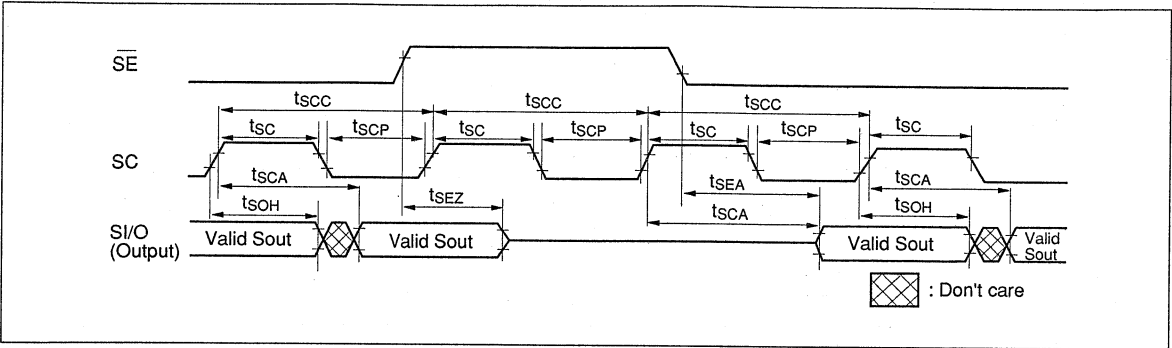 SE
tSCC tSCC tSCC
tSC tSCP tSC tSCP tSC tSCP tSC
SC
tSCA tSEZ tSEA tSCA
tSOH tSCA tSOH
SI/O
(Output)
Valid Sout Valid Sout Valid Sout Valid
Sout
: Don't care